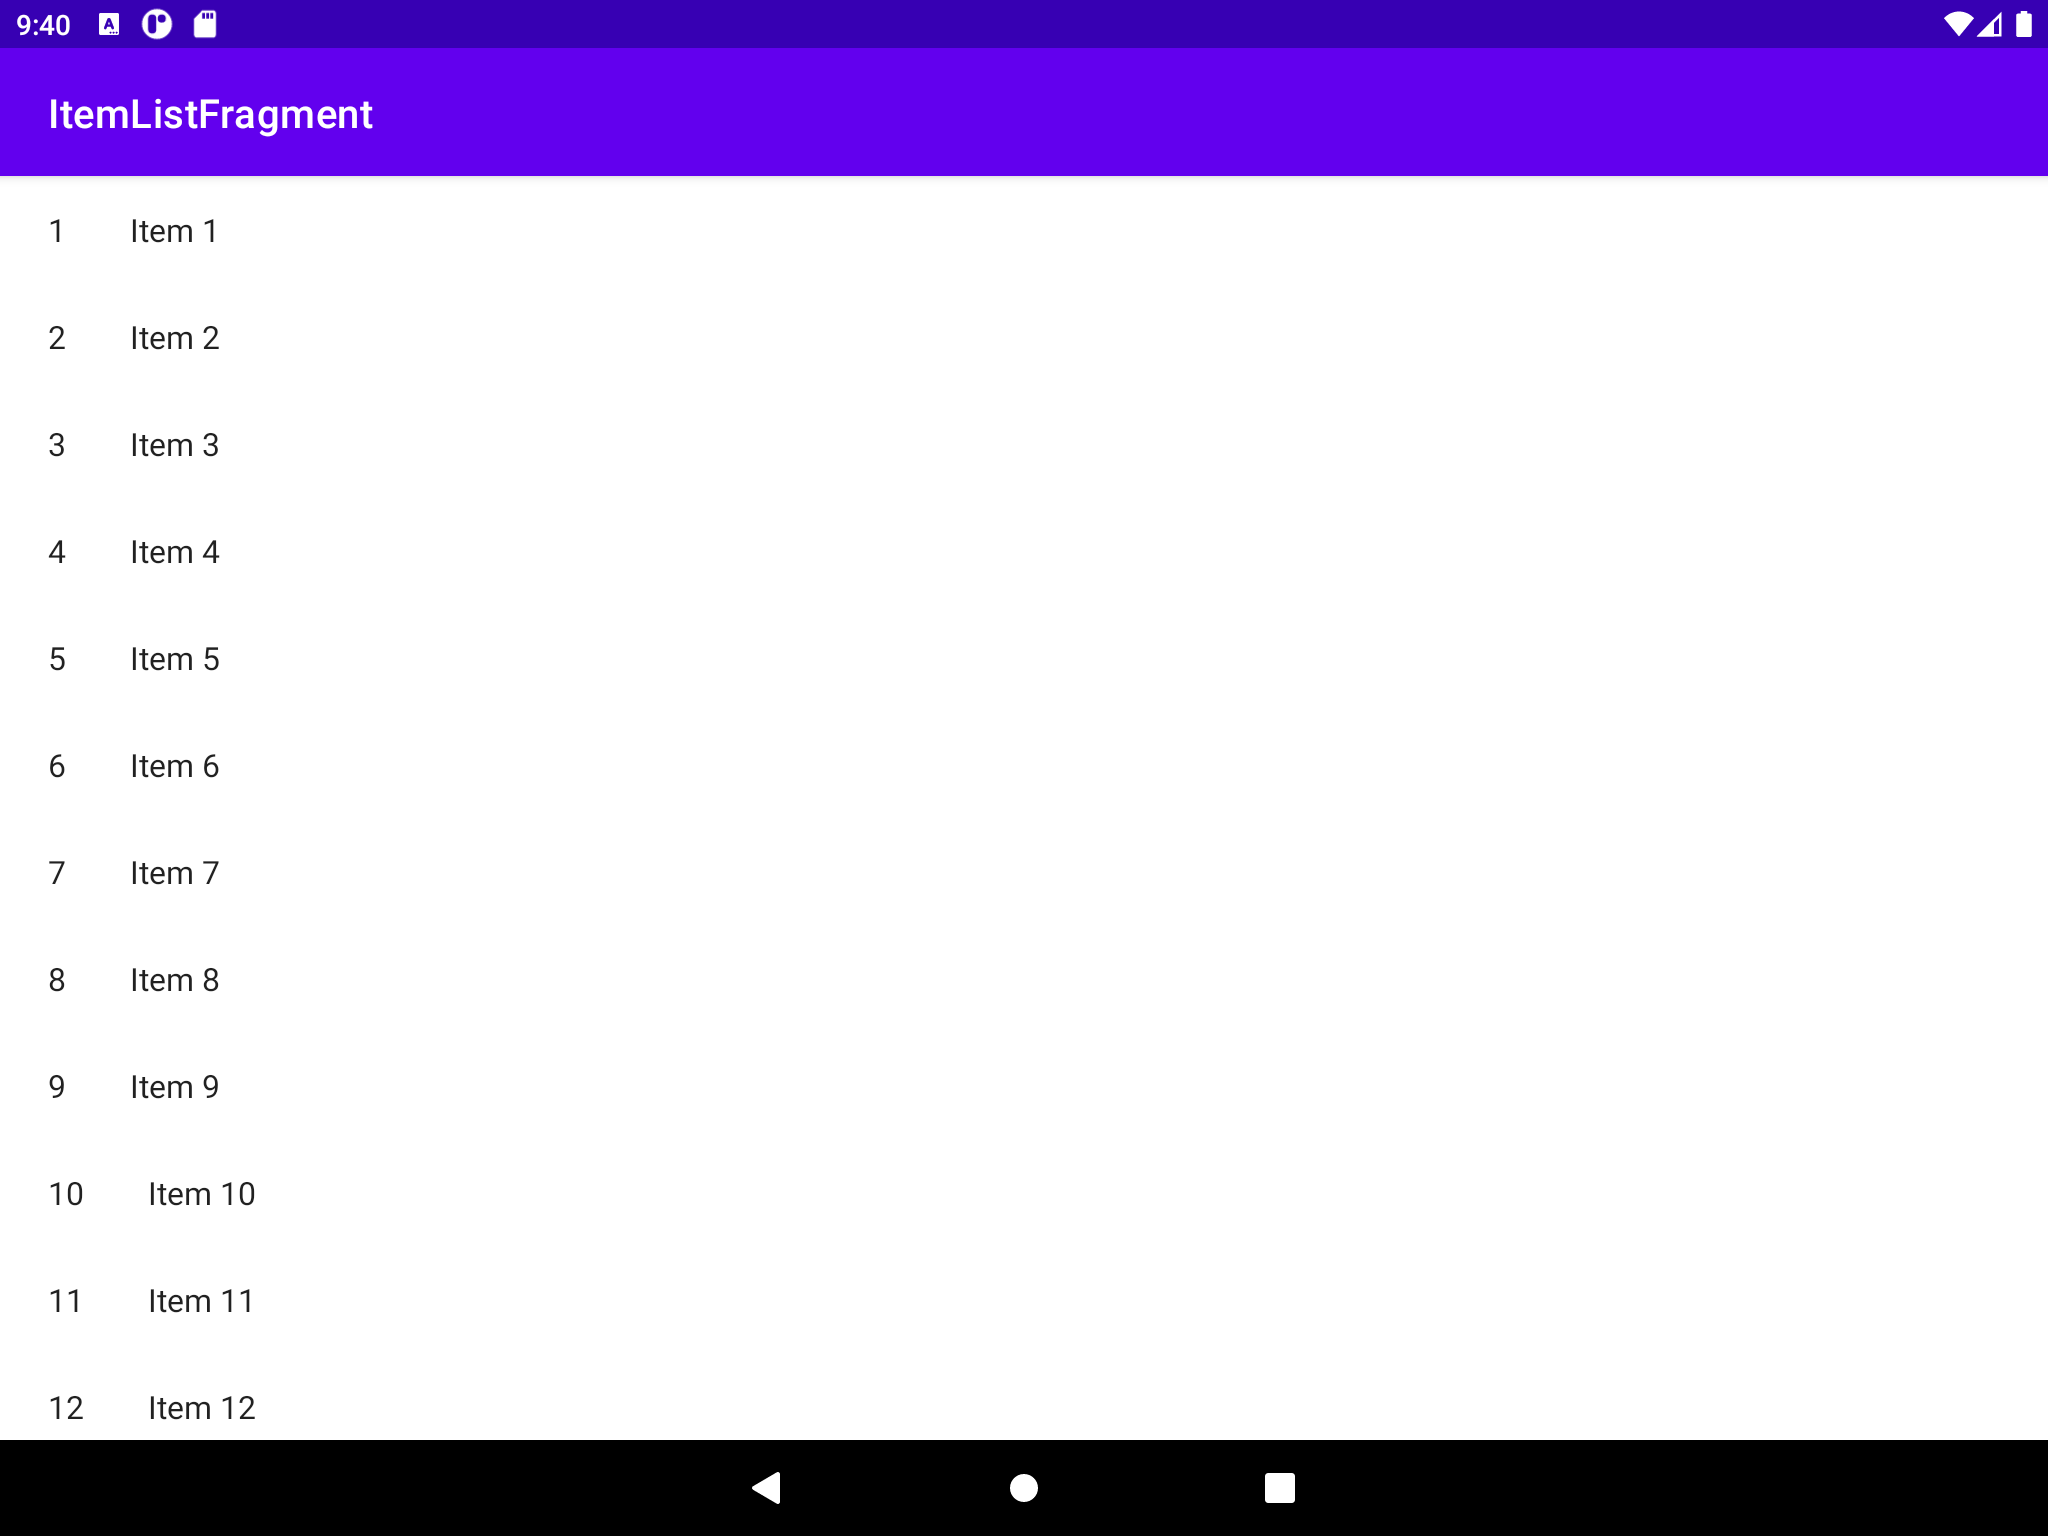 9:40
ItemListFragment
1 Item 1
2 Item 2
3 Item 3
4 Item 4
5 Item 5
6 Item 6
7 Item 7
8 Item 8
9 Item 9
10 Item 10
11 Item 11
12 Item 12